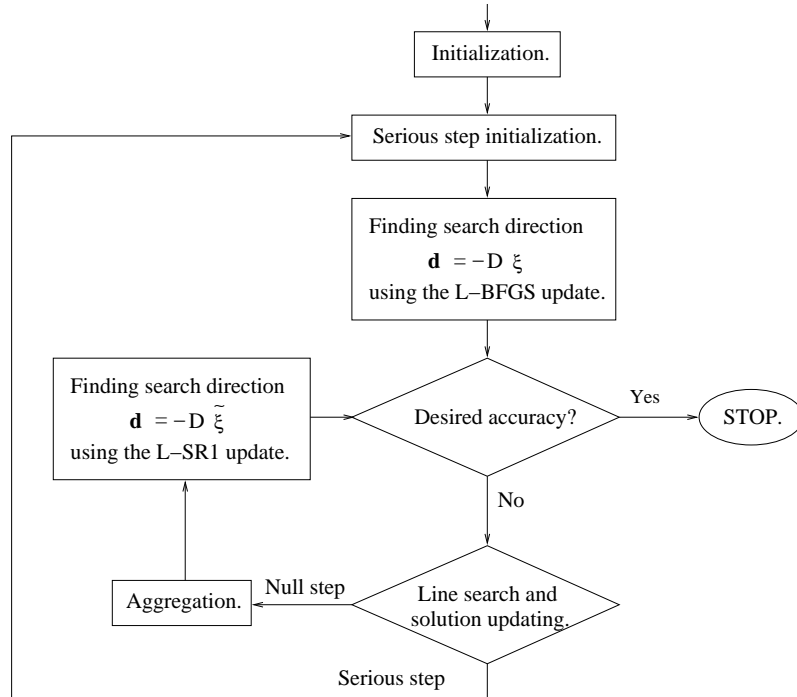 Initialization.
Serious step initialization.
Finding search direction
d = −D ξ
using the L−BFGS update.
Finding search direction
d = −D ξ̃
using the L−SR1 update.
Desired accuracy?
Yes
STOP.
No
Aggregation.
Null step
Line search and
solution updating.
Serious step